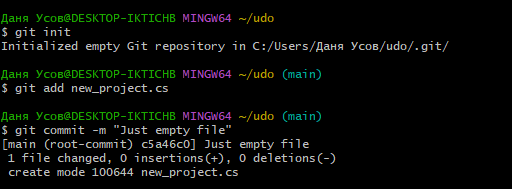 Даня Усов@DESKTOP-IKTICHB MINGW64 ~/udo
$ git init
Initialized empty Git repository in C:/Users/Даня Усов/udo/.git/
Даня Усов@DESKTOP-IKTICHB MINGW64 ~/udo (main)
$ git add new_project.cs
Даня Усов@DESKTOP-IKTICHB MINGW64 ~/udo (main)
$ git commit -m "Just empty file"
[main (root-commit) c5a46c0] Just empty file
 1 file changed, 0 insertions(+), 0 deletions(-)
 create mode 100644 new_project.cs